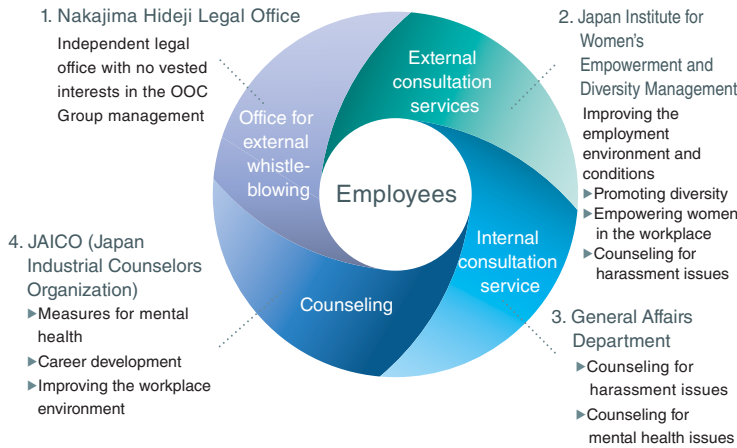 1. Nakajima Hideji Legal Office
Independent legal
office with no vested
interests in the OOC
Group management
2. Japan Institute for
Women's
Empowerment and
Diversity Management
Improving the
employment
environment and
conditions
▶Promoting diversity
▶Empowering women
in the workplace
▶Counseling for
harassment issues
External
consultation
services
Office for
external
whistle-
blowing
Employees
Internal
consultation
service
Counseling
4. JAICO (Japan
Industrial Counselors
Organization)
▶Measures for mental
health
▶Career development
▶Improving the workplace
environment
3. General Affairs
Department
▶Counseling for
harassment issues
▶Counseling for
mental health issues